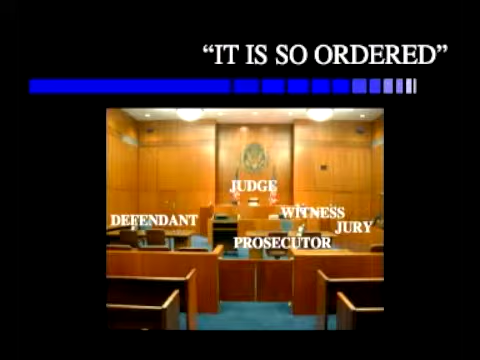 “IT IS SO ORDERED”
JUDGE
WITNESS
DEFENDANT
JURY
PROSECUTOR